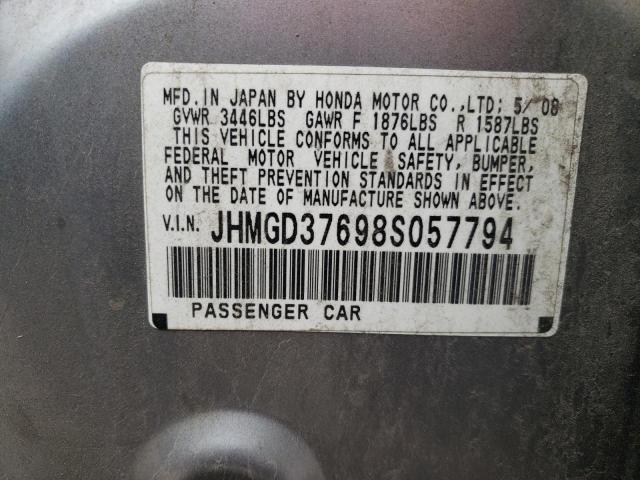 MFD. IN JAPAN BY HONDA MOTOR CO., LTD; 5/ 08
GVWR 3446LBS GAWR F 1876LBS R 1587LBS
THIS VEHICLE CONFORMS TO ALL APPLICABLE
FEDERAL MOTOR VEHICLE SAFETY, BUMPER,
AND THEFT PREVENTION STANDARDS IN EFFECT
ON THE DATE OF MANUFACTURE SHOWN ABOVE.
V.I.N. JHMGD37698S057794
PASSENGER CAR